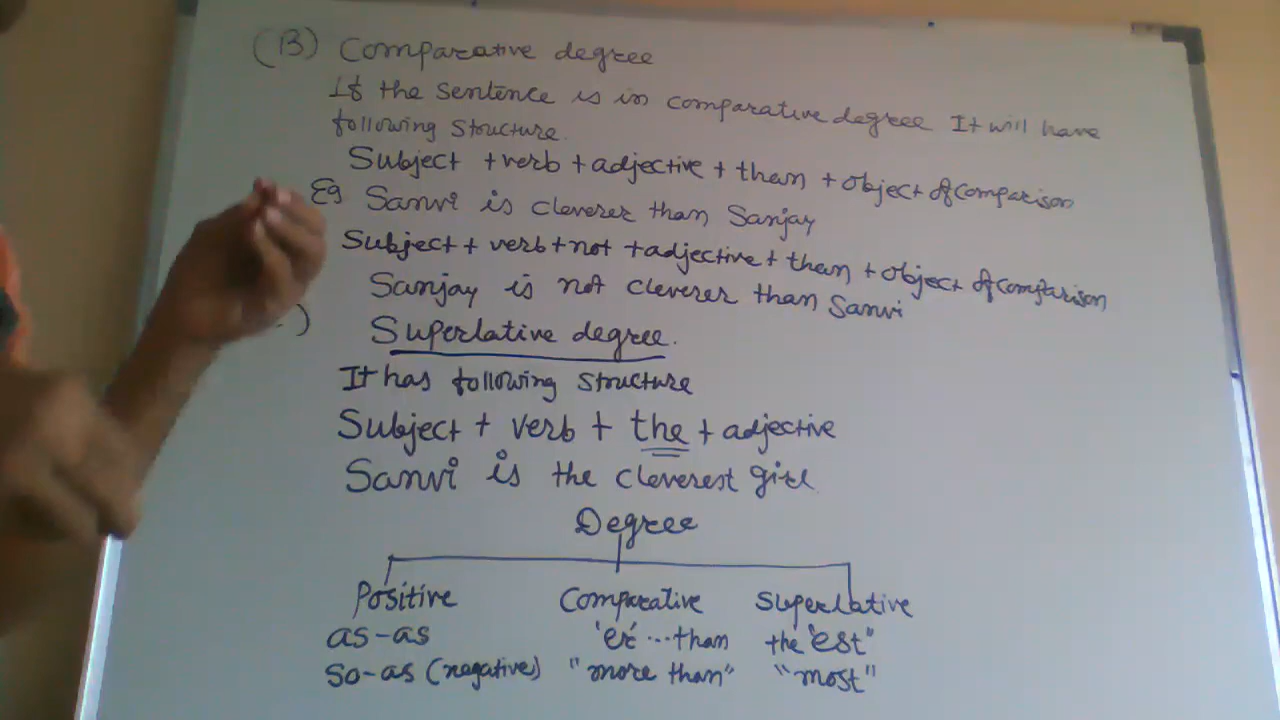 (B) Comparative degree
If the sentence is in comparative degree It will have
following structure.
Subject + verb + adjective + than + object of comparison
Eg Sanvi is cleverer than Sanjay
Subject + verb + not + adjective + than + object of comparison
Sanjay is not cleverer than Sanvi
) Superlative degree.
It has following structure
Subject + verb + the + adjective
Sanvi is the cleverest girl
Degree
Positive Comparative Superlative
as-as 'er' ... than the "est"
so-as (negative) "more than" "most"